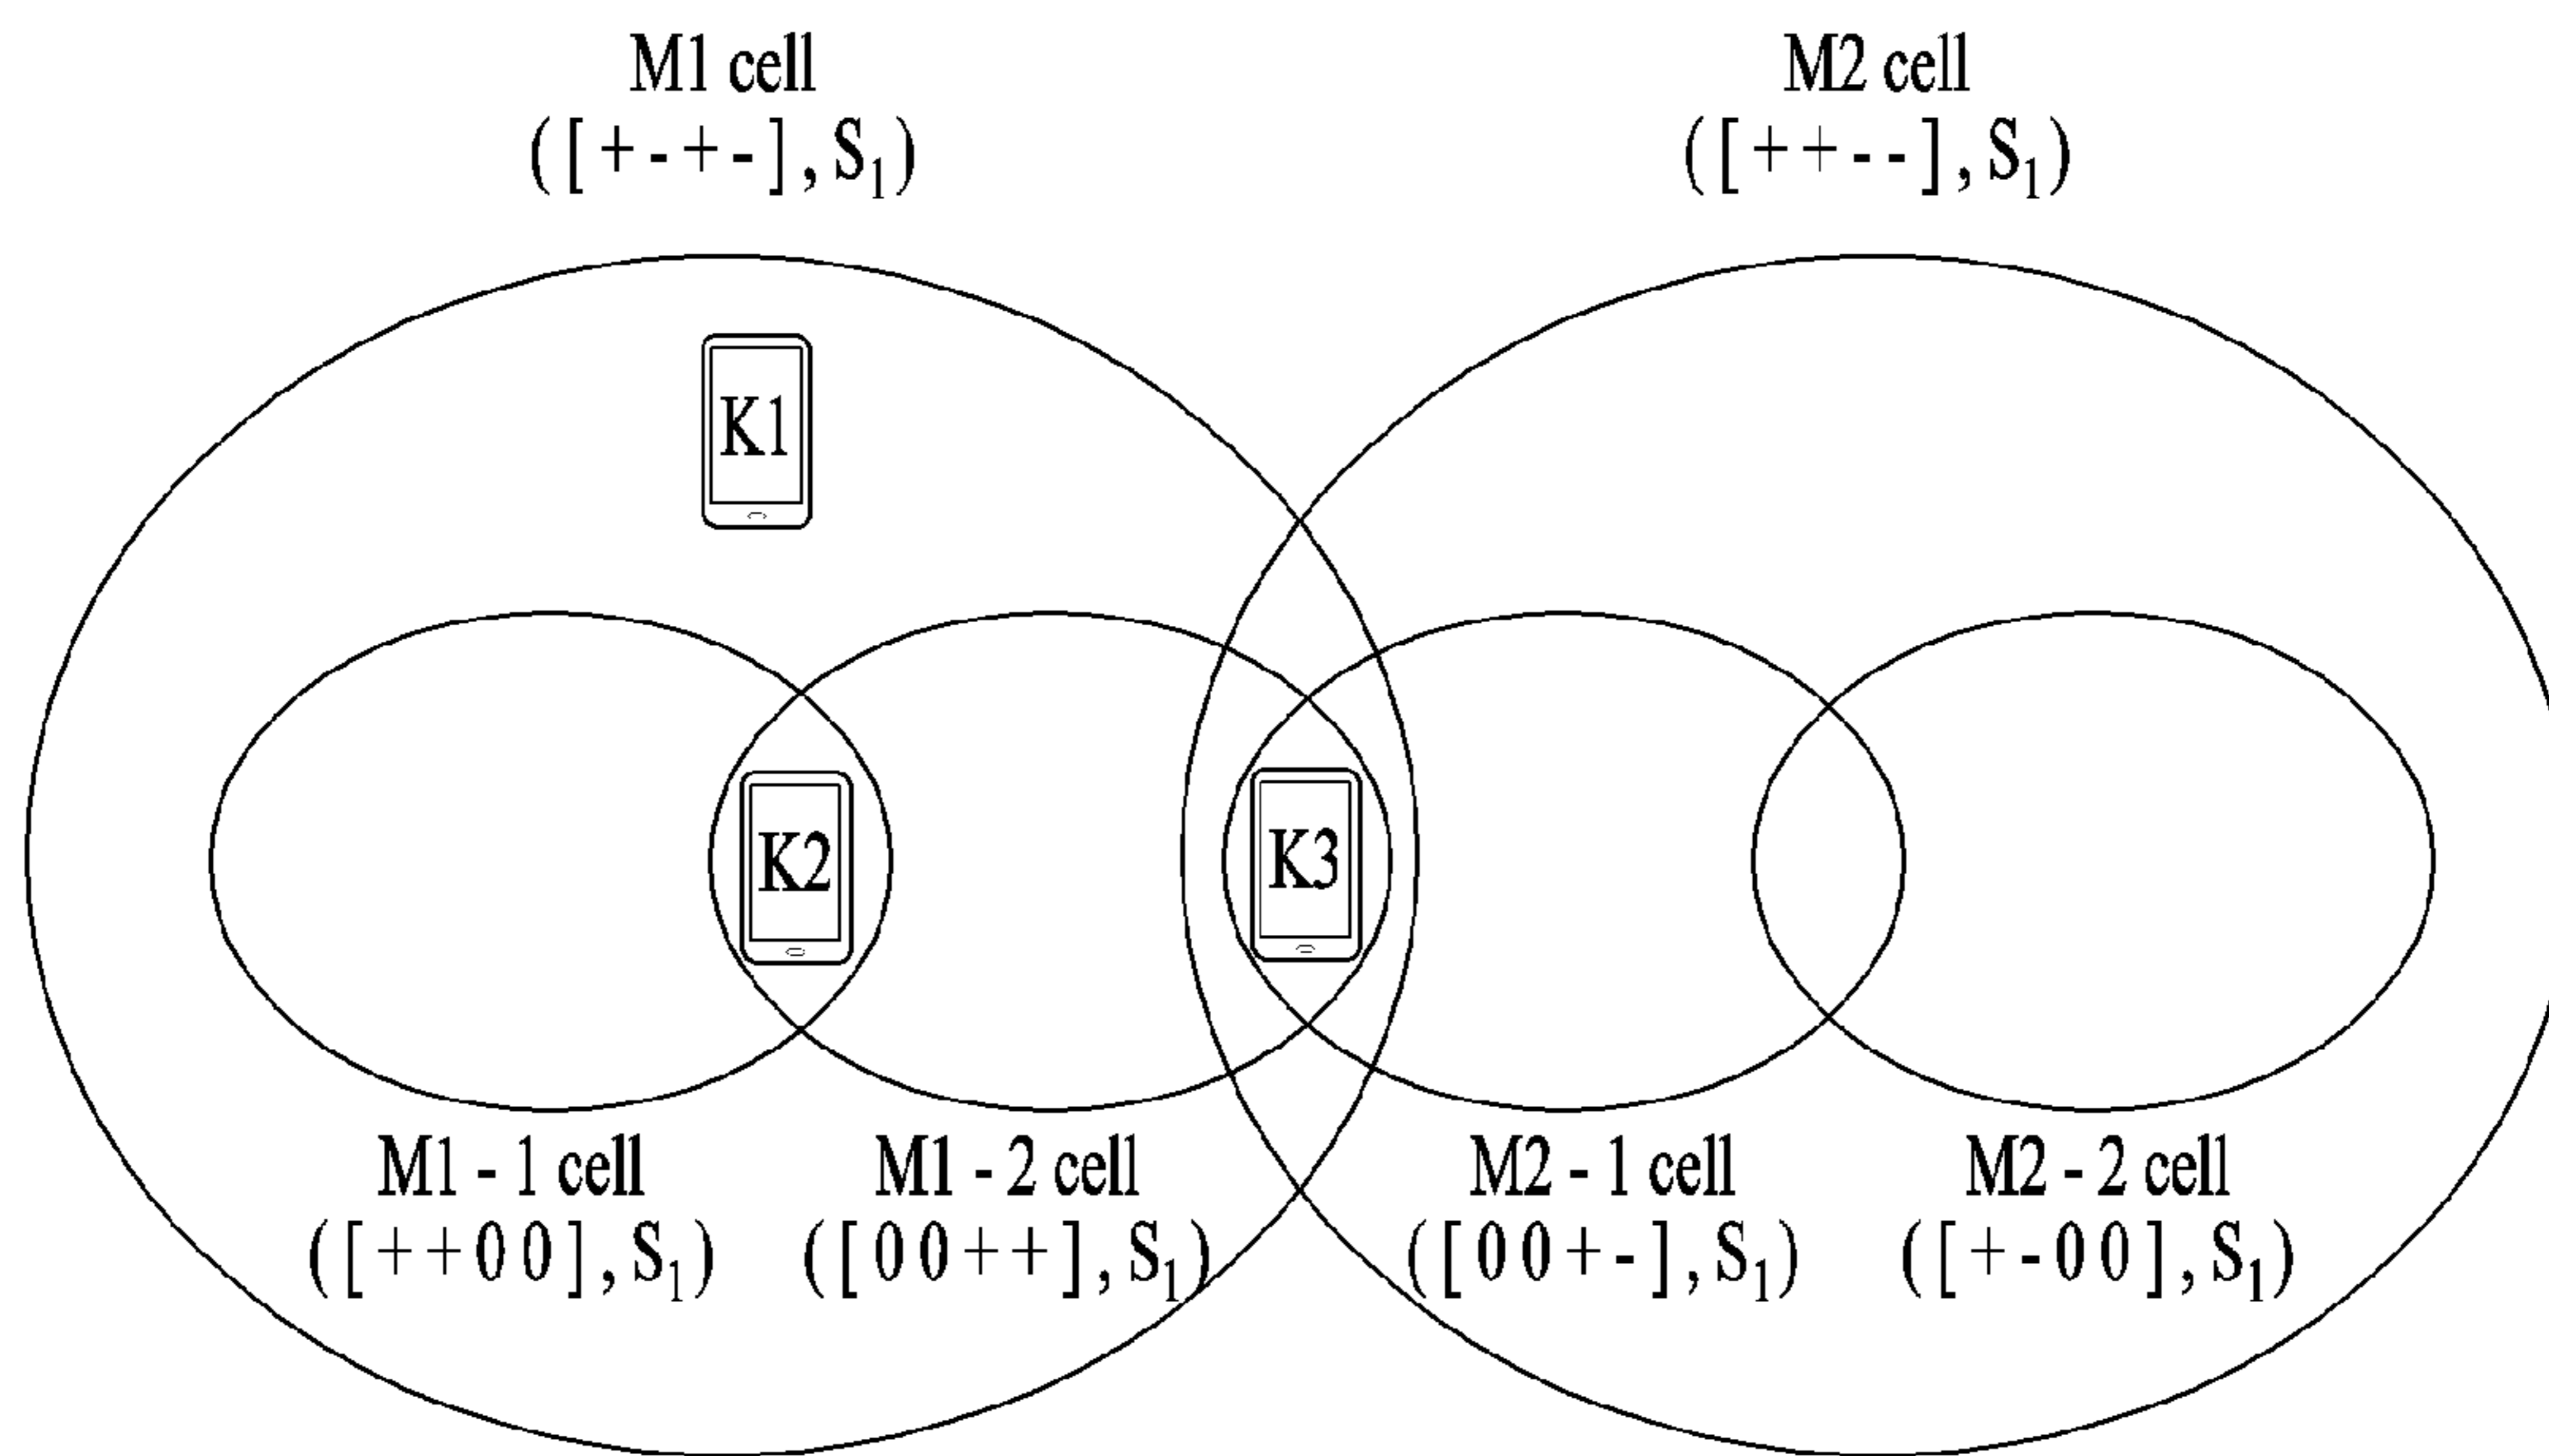 M1 cell
([+-+-], S₁)
M2 cell
([++--], S₁)
K1
K2
K3
M1 - 1 cell
([++00], S₁)
M1 - 2 cell
([00++], S₁)
M2 - 1 cell
([00+-], S₁)
M2 - 2 cell
([+-00], S₁)